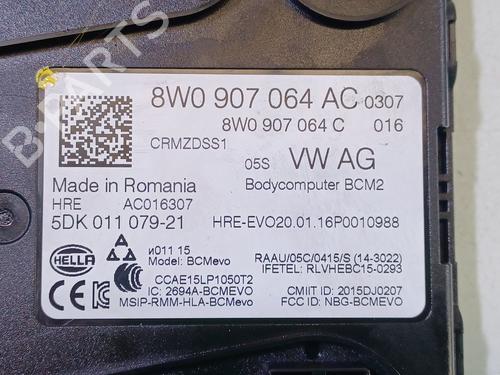 8W0 907 064 AC 0307
8W0 907 064 C 016
CRMZDSS1
05S VW AG
Made in Romania Bodycomputer BCM2
HRE AC016307
5DK 011 079-21 HRE-EVO20.01.16P0010988
HELLA
Model: BCMevo
RAAU/05C/0415/S (14-3022)
IFETEL: RLVHEBC15-0293
CCAE15LP1050T2
IC: 2694A-BCMEVO CMIIT ID: 2015DJ0207
MSIP-RMM-HLA-BCMevo FCC ID: NBG-BCMEVO
B-PARTS